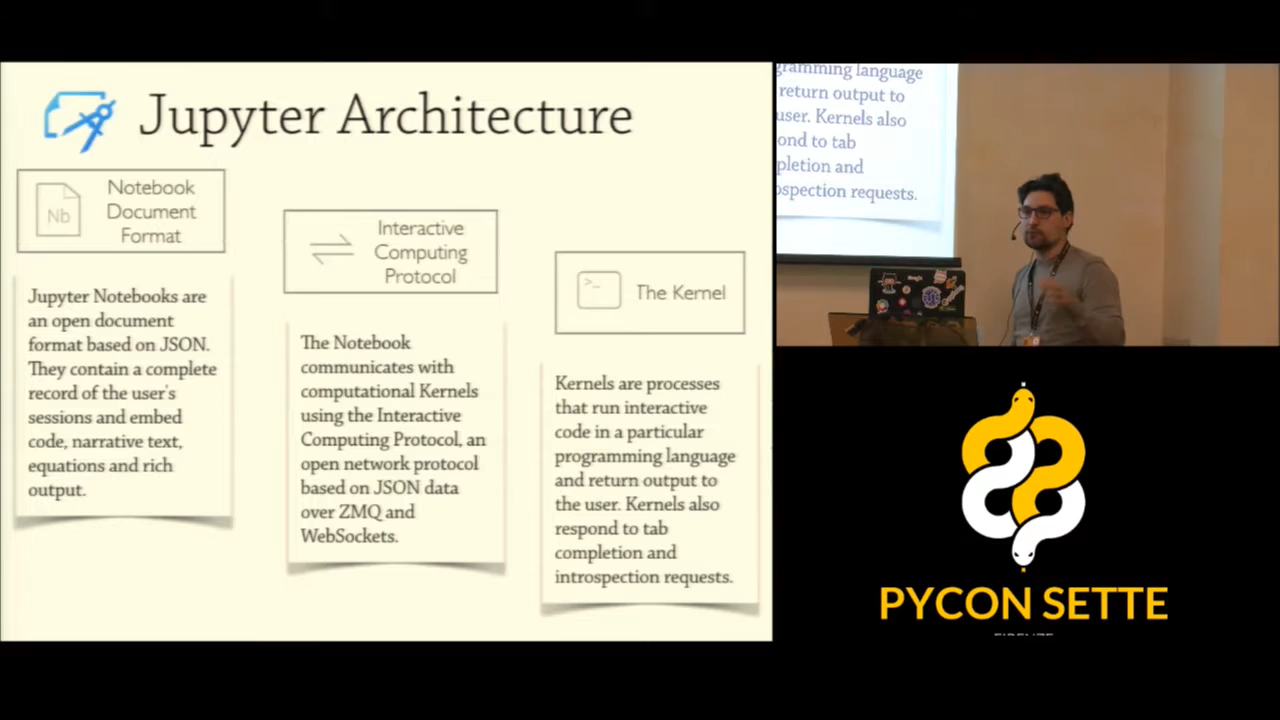 Jupyter Architecture
Nb
Notebook
Document
Format
Jupyter Notebooks are
an open document
format based on JSON.
They contain a complete
record of the user's
sessions and embed
code, narrative text,
equations and rich
output.
Interactive
Computing
Protocol
The Notebook
communicates with
computational Kernels
using the Interactive
Computing Protocol, an
open network protocol
based on JSON data
over ZMQ and
WebSockets.
>_
The Kernel
Kernels are processes
that run interactive
code in a particular
programming language
and return output to
the user. Kernels also
respond to tab
completion and
introspection requests.
gramming language
return output to
user. Kernels also
ond to tab
pletion and
ospection requests.
PYCON SETTE